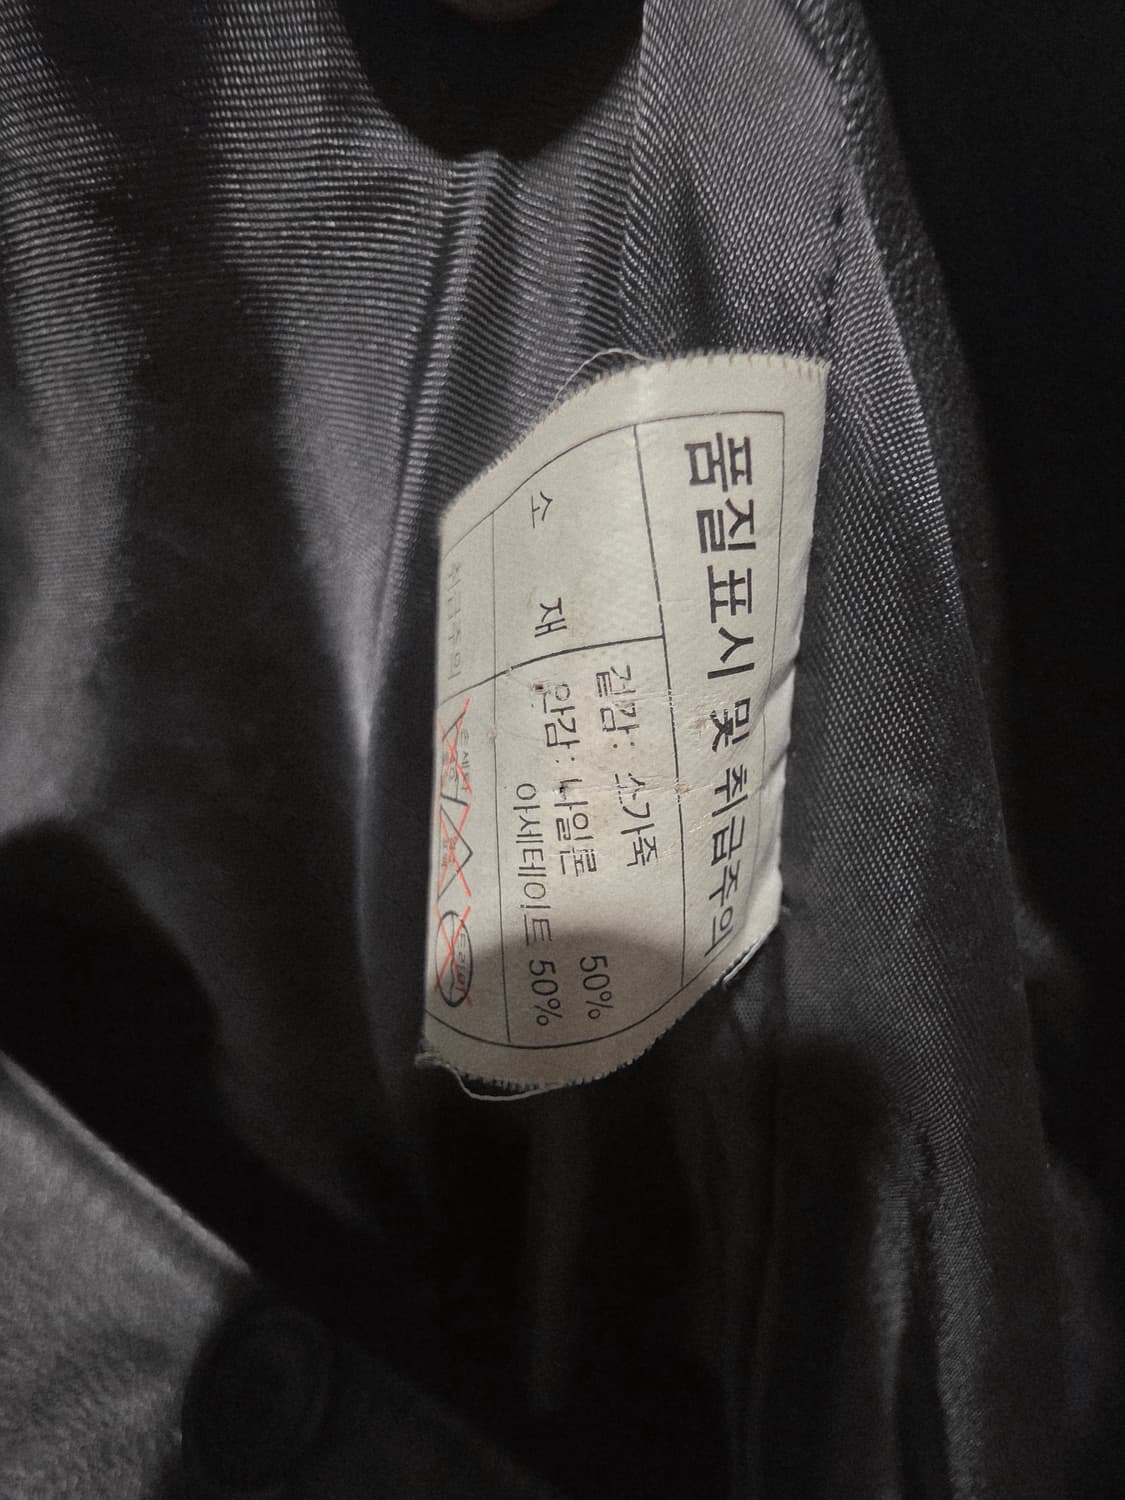 품질표시 및 취급주의
소 재
겉감: 소가죽
안감: 나일론 50%
아세테이트 50%
취급주의